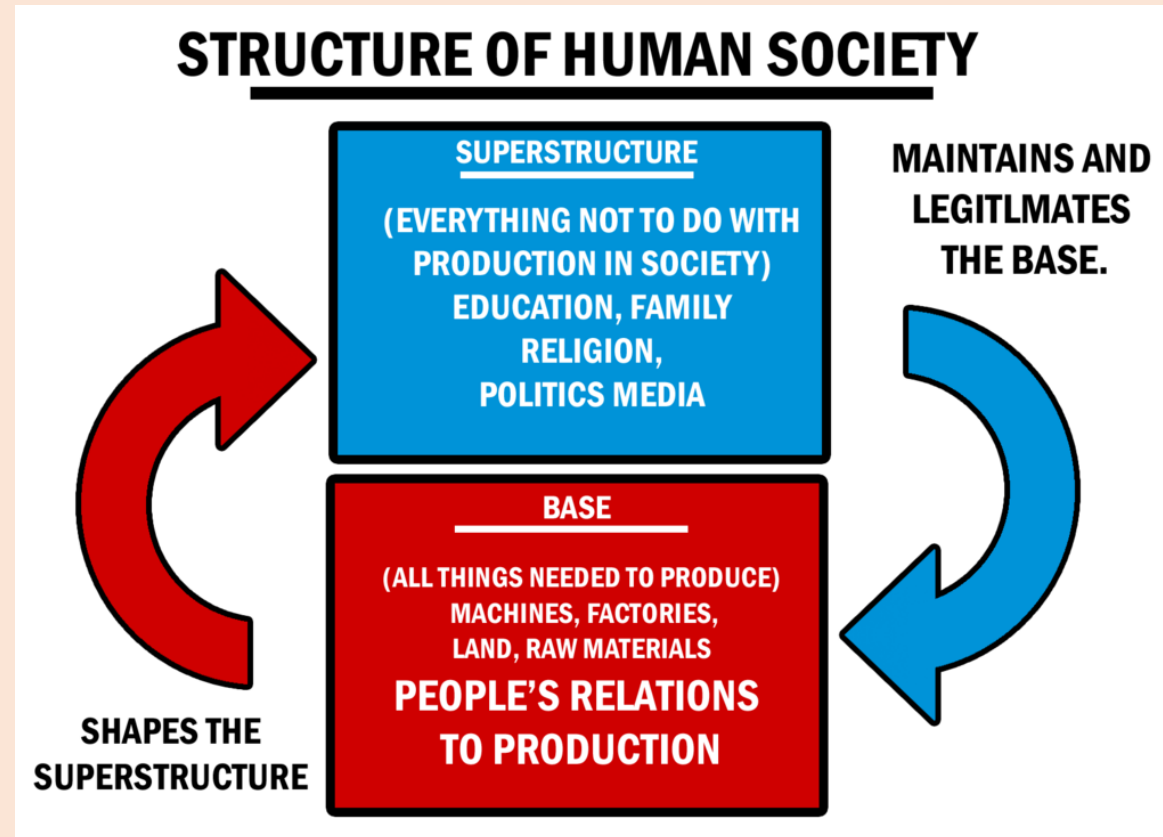 STRUCTURE OF HUMAN SOCIETY
SUPERSTRUCTURE
(EVERYTHING NOT TO DO WITH
PRODUCTION IN SOCIETY)
EDUCATION, FAMILY
RELIGION,
POLITICS MEDIA
MAINTAINS AND
LEGITLMATES
THE BASE.
BASE
(ALL THINGS NEEDED TO PRODUCE)
MACHINES, FACTORIES,
LAND, RAW MATERIALS
PEOPLE’S RELATIONS
TO PRODUCTION
SHAPES THE
SUPERSTRUCTURE